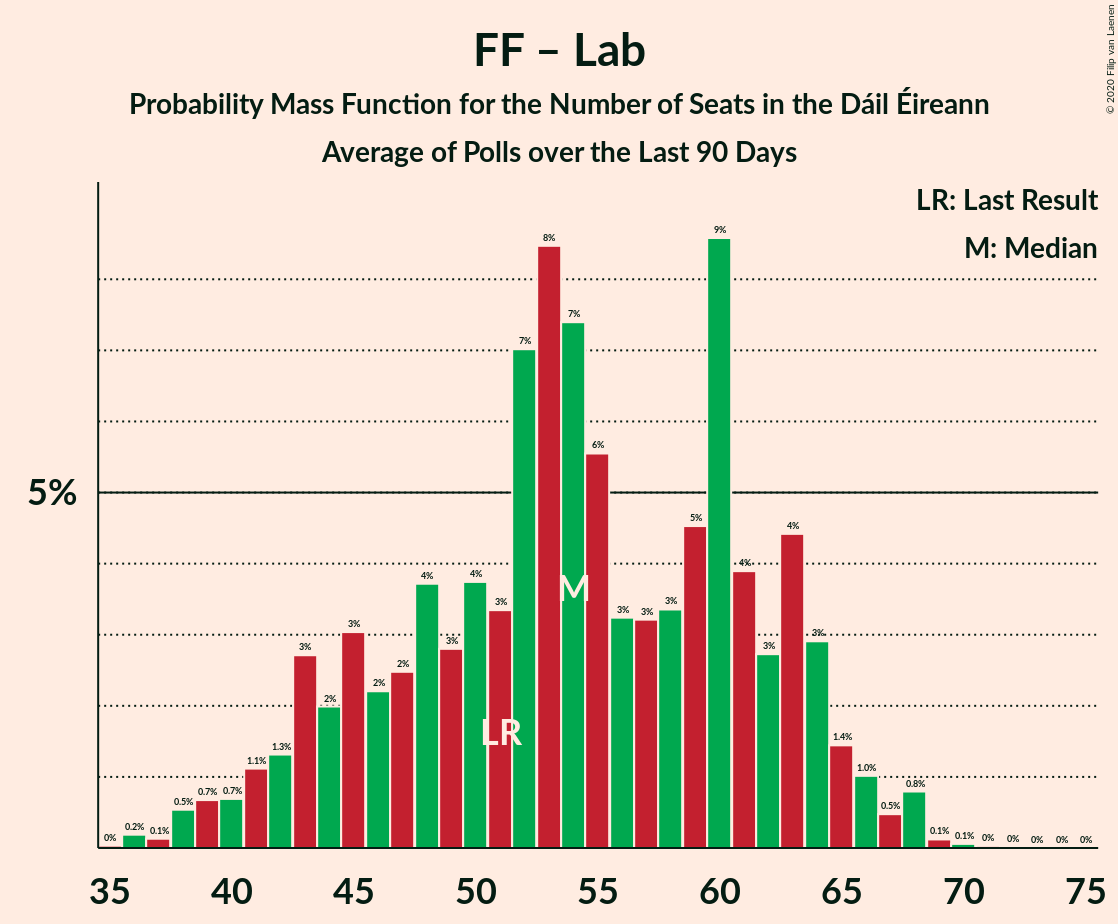 FF – Lab
Probability Mass Function for the Number of Seats in the Dáil Éireann
Average of Polls over the Last 90 Days
© 2020 Filip van Laenen
LR: Last Result
M: Median
5%
0% 0.2% 0.1% 0.5% 0.7% 0.7% 1.1% 1.3% 3% 2% 3% 2% 2% 4% 3% 4% 3% 7% 8% 7% 6% 3% 3% 3% 5% 9% 4% 3% 4% 3% 1.4% 1.0% 0.5% 0.8% 0.1% 0.1% 0% 0% 0% 0% 0%
M
LR
35 40 45 50 55 60 65 70 75